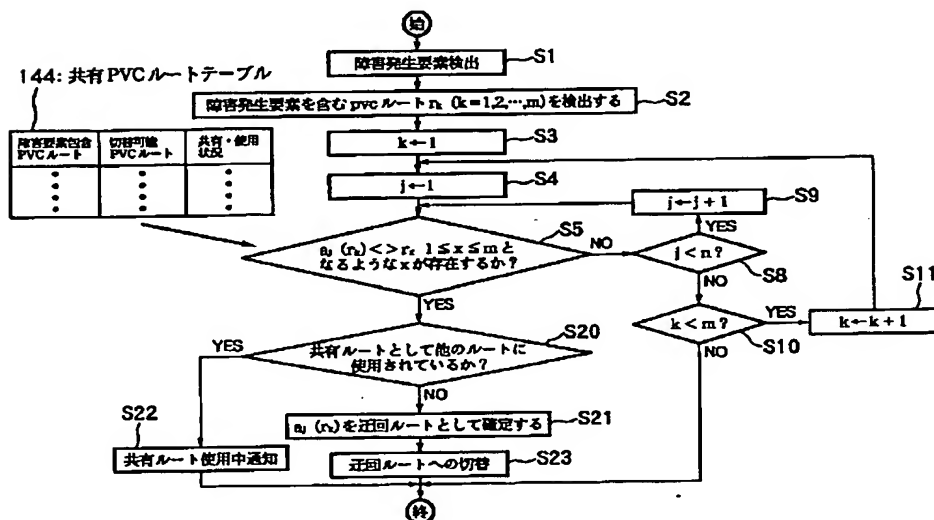 始
障害発生要素検出
S1
144: 共有PVCルートテーブル
障害発生要素を含む pvc ルート rk (k=1,2,…,m) を検出する
S2
障害要素包含
PVCルート
切替可能
PVCルート
共有・使用
状況
k←1
S3
j←1
S4
j←j+1
S9
YES
aj (rk) <> rx 1≦x≦mと
なるようなxが存在するか?
S5
NO
j<n?
S8
NO
YES
k<m?
S10
YES
k←k+1
S11
NO
共有ルートとして他のルートに
使用されているか?
S20
YES
NO
aj (rk) を迂回ルートとして確定する
S21
S22
共有ルート使用中通知
迂回ルートへの切替
S23
終